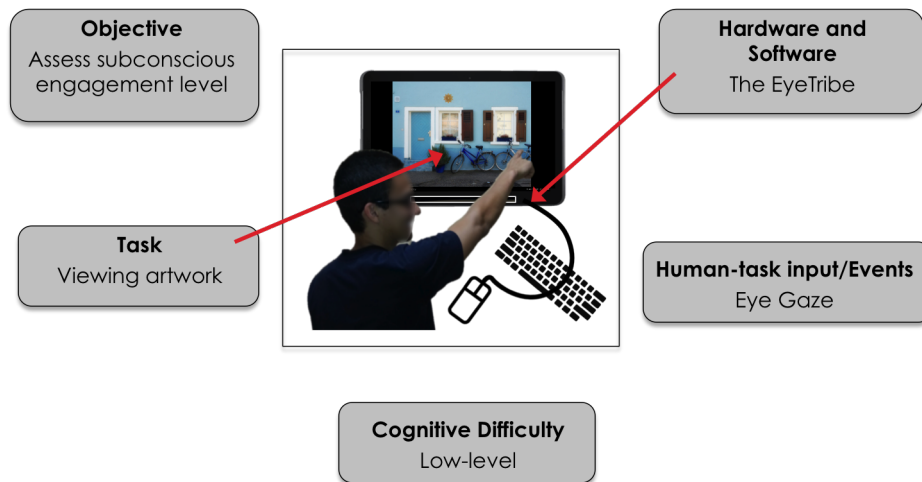 Objective
Assess subconscious
engagement level
Hardware and
Software
The EyeTribe
Task
Viewing artwork
Human-task input/Events
Eye Gaze
Cognitive Difficulty
Low-level